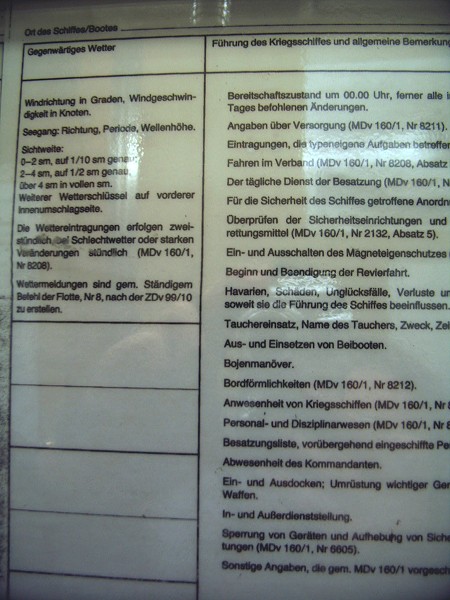 Ort das Schiffes/Bootes
Gegenwärtiges Wetter
Windrichtung in Graden, Windgeschwin-
digkeit in Knoten.
Seegang: Richtung, Periode, Wellenhöhe.
Sichtweite:
0–2 sm, auf 1/10 sm genau,
2–4 sm, auf 1/2 sm genau,
über 4 sm in vollen sm.
Weiterer Wetterschlüssel auf vorderer
Innenumschlagseite.
Die Wettereintragungen erfolgen zwei-
stündlich, bei Schlechtwetter oder starken
Veränderungen stündlich (MDv 160/1,
Nr 8208).
Wettermeldungen sind gem. Ständigem
Befehl der Flotte, Nr 8, nach der ZDv 99/10
zu erstellen.
Führung des Kriegsschiffes und allgemeine Bemerkung
Bereitschaftszustand um 00.00 Uhr, ferner alle
Tages befohlenen Änderungen.
Angaben über Versorgung (MDv 160/1, Nr 8211).
Eintragungen, die typeneigene Aufgaben betreffen
Fahren im Verband (MDv 160/1, Nr 8208, Absatz
Der tägliche Dienst der Besatzung (MDv 160/1, N
Für die Sicherheit des Schiffes getroffene Anordn
Überprüfen der Sicherheitseinrichtungen und
rettungsmittel (MDv 160/1, Nr 2132, Absatz 5).
Ein- und Ausschalten des Magneteigenschutzes
Beginn und Beendigung der Revierfahrt.
Havarien, Schäden, Unglücksfälle, Verluste un
soweit sie die Führung des Schiffes beeinflussen.
Tauchereinsatz, Name des Tauchers, Zweck, Zei
Aus- und Einsetzen von Beibooten.
Bojenmanöver.
Bordförmlichkeiten (MDv 160/1, Nr 8212).
Anwesenheit von Kriegsschiffen (MDv 160/1, Nr 8
Personal- und Disziplinarwesen (MDv 160/1, Nr 8
Besatzungsliste, vorübergehend eingeschiffte Pe
Abwesenheit des Kommandanten.
Ein- und Ausdocken; Umrüstung wichtiger Ger
Waffen.
In- und Außerdienststellung.
Sperrung von Geräten und Aufhebung von Siche
tungen (MDv 160/1, Nr 6605).
Sonstige Angaben, die gem. MDv 160/1 vorgesch